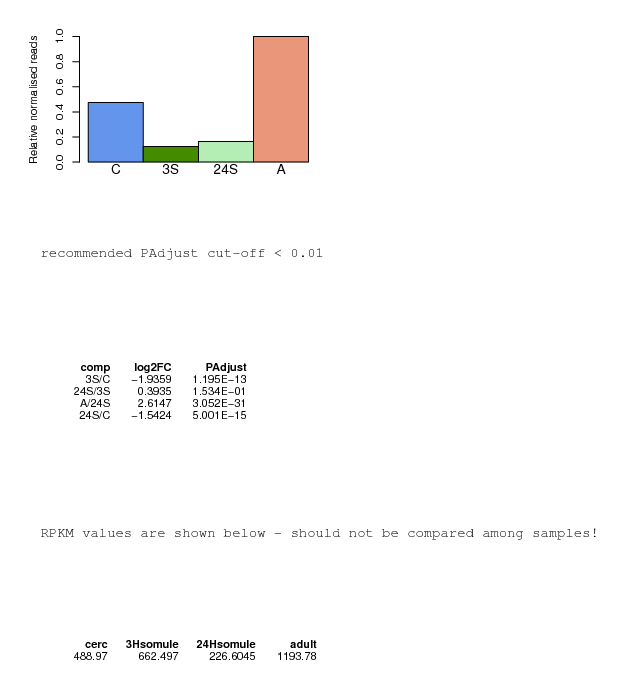 Relative normalised reads
1.0
0.8
0.6
0.4
0.2
0.0
C 3S 24S A
recommended PAdjust cut-off < 0.01
comp log2FC PAdjust
3S/C −1.9359 1.195E−13
24S/3S 0.3935 1.534E−01
A/24S 2.6147 3.052E−31
24S/C −1.5424 5.001E−15
RPKM values are shown below - should not be compared among samples!
cerc 3Hsomule 24Hsomule adult
488.97 662.497 226.6045 1193.78